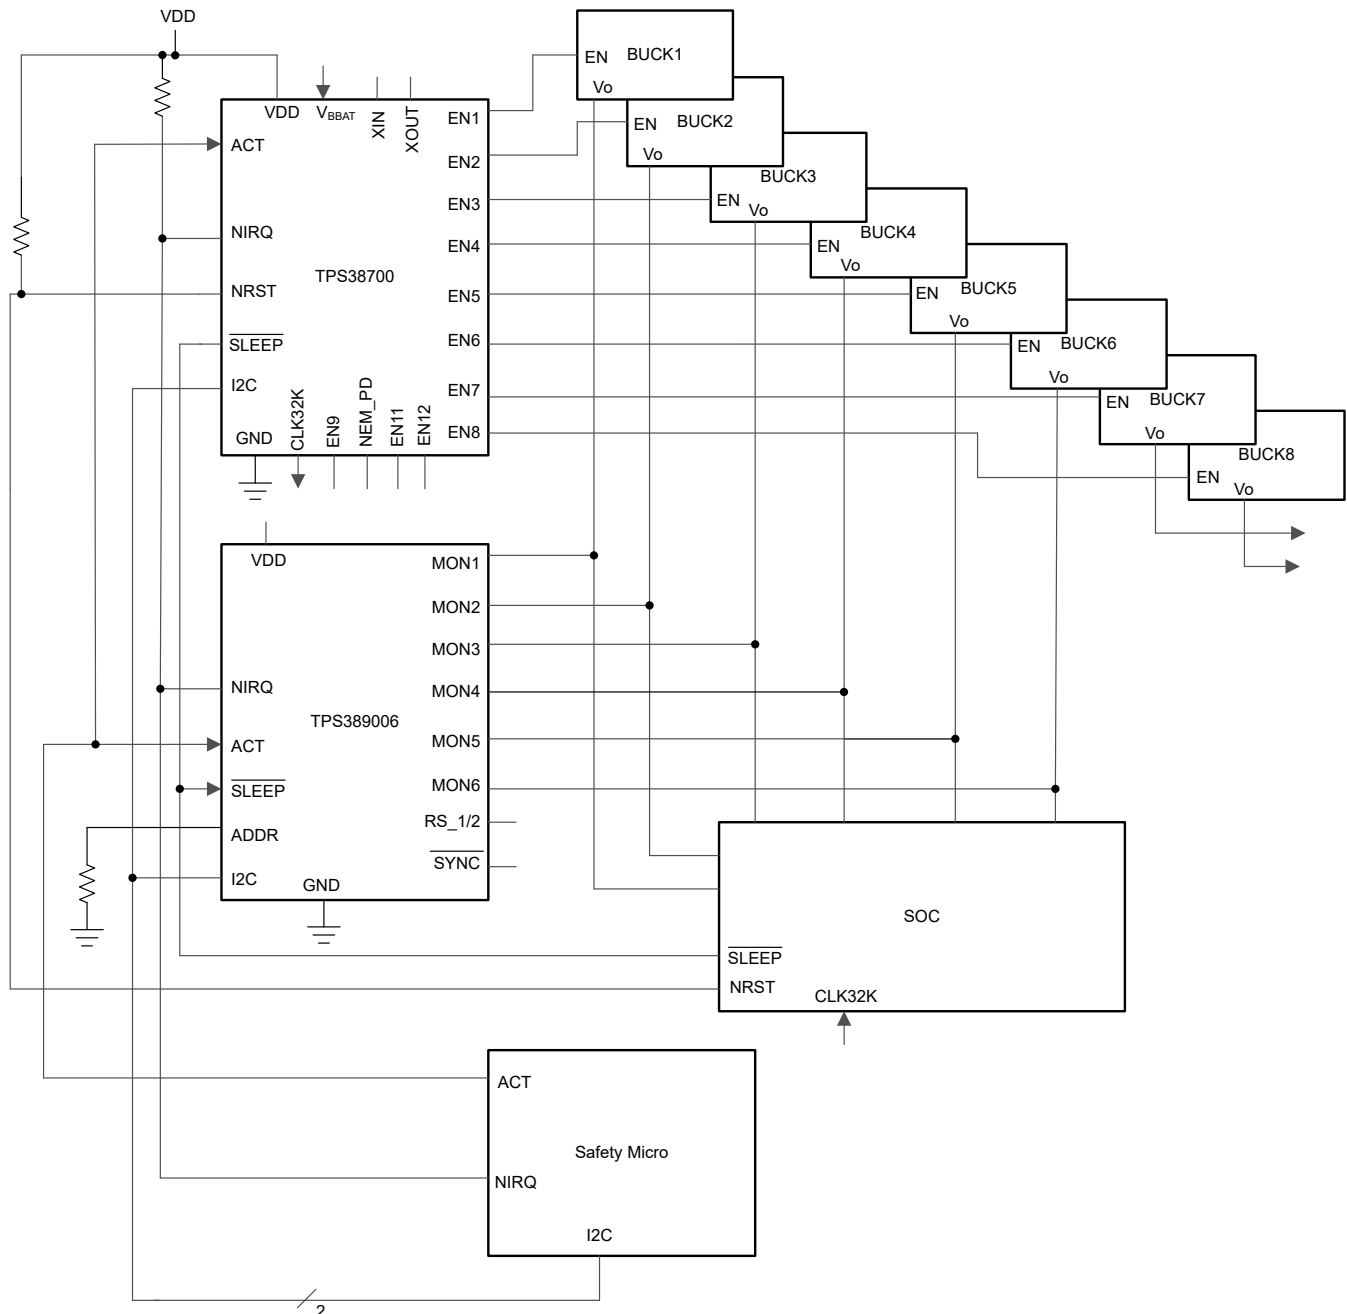 VDD
BUCK1
EN
Vo
BUCK2
EN
Vo
BUCK3
EN
Vo
BUCK4
EN
Vo
BUCK5
EN
Vo
BUCK6
EN
Vo
BUCK7
EN
Vo
BUCK8
EN
Vo
VDD
VBBAT
XIN
XOUT
ACT
NIRQ
NRST
SLEEP
I2C
GND
TPS38700
CLK32K
EN9
NEM_PD
EN11
EN12
EN1
EN2
EN3
EN4
EN5
EN6
EN7
EN8
VDD
NIRQ
ACT
SLEEP
ADDR
I2C
GND
TPS389006
MON1
MON2
MON3
MON4
MON5
MON6
RS_1/2
SYNC
SOC
SLEEP
NRST
CLK32K
ACT
Safety Micro
NIRQ
I2C
2